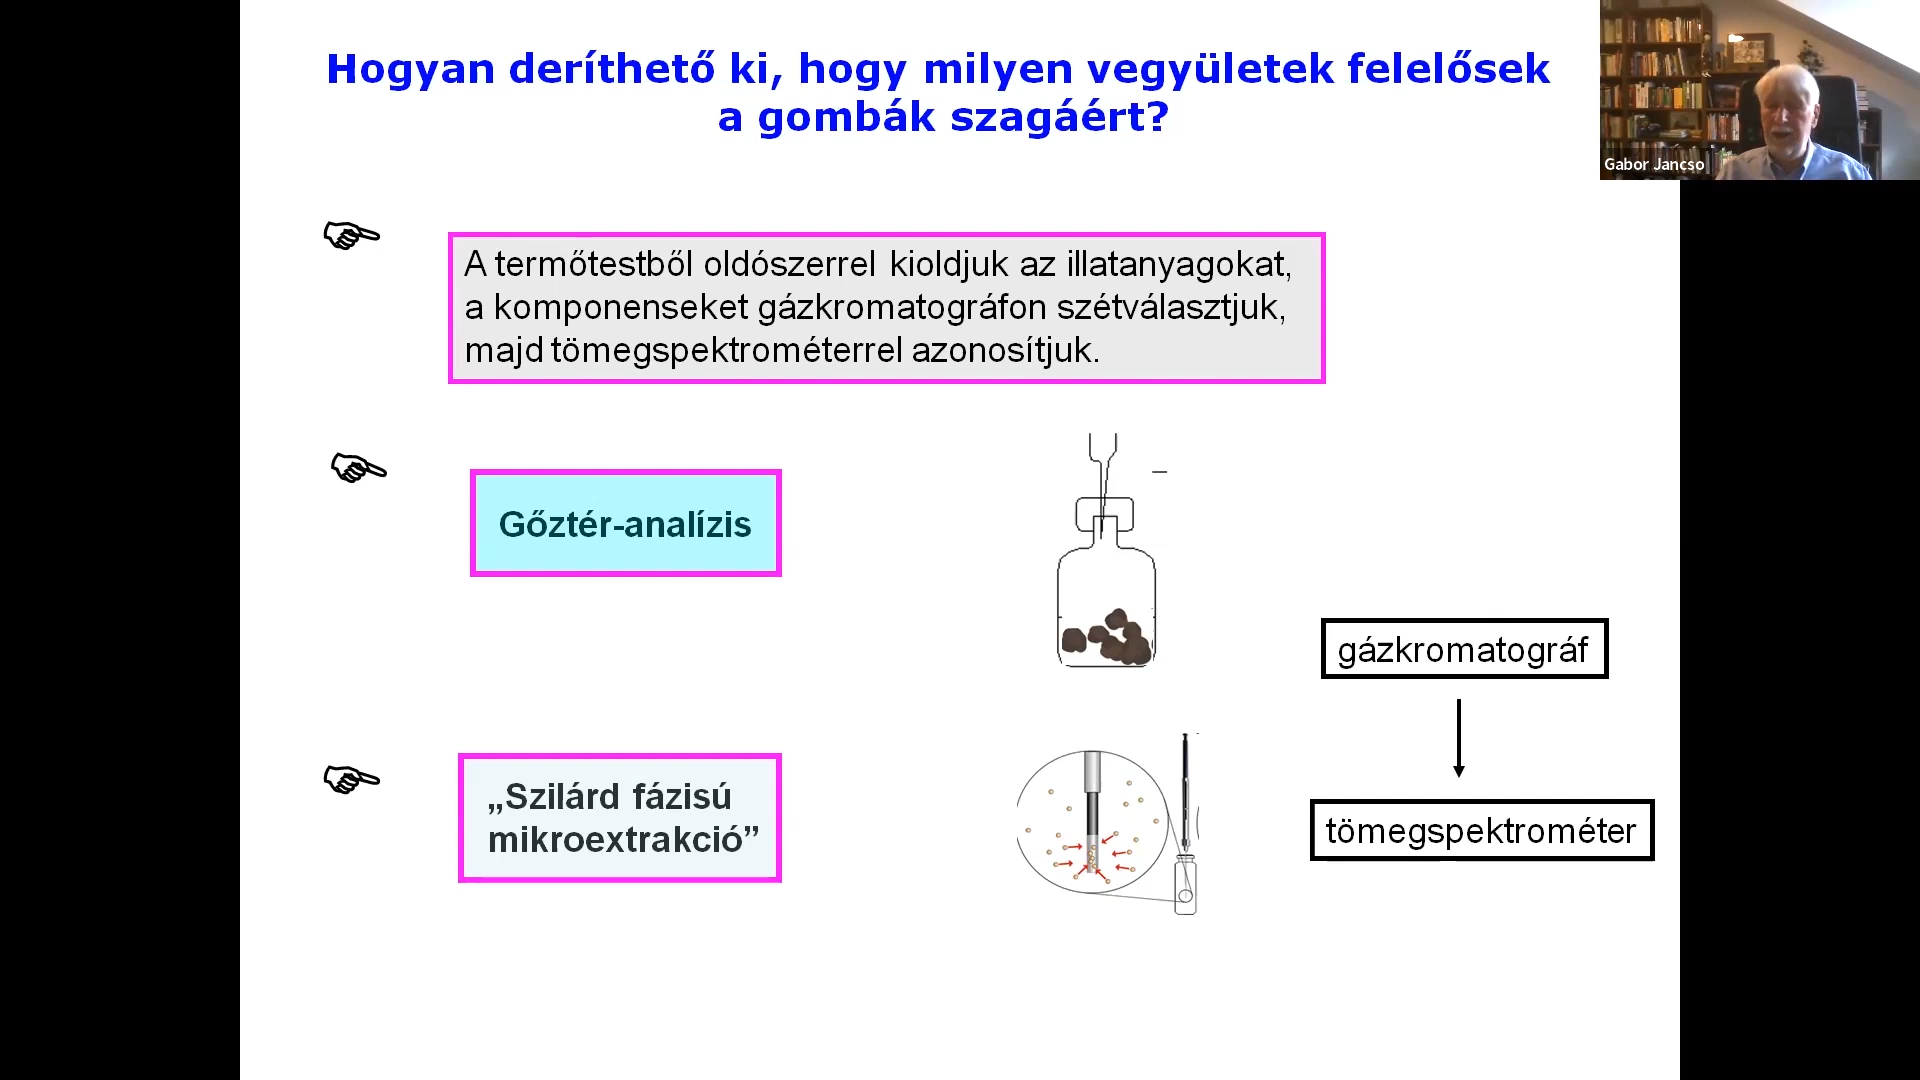 Hogyan deríthető ki, hogy milyen vegyületek felelősek
a gombák szagáért?
Gabor Jancso
A termőtestből oldószerrel kioldjuk az illatanyagokat,
a komponenseket gázkromatográfon szétválasztjuk,
majd tömegspektrométerrel azonosítjuk.
Gőztér-analízis
gázkromatográf
„Szilárd fázisú
mikroextrakció”
tömegspektrométer